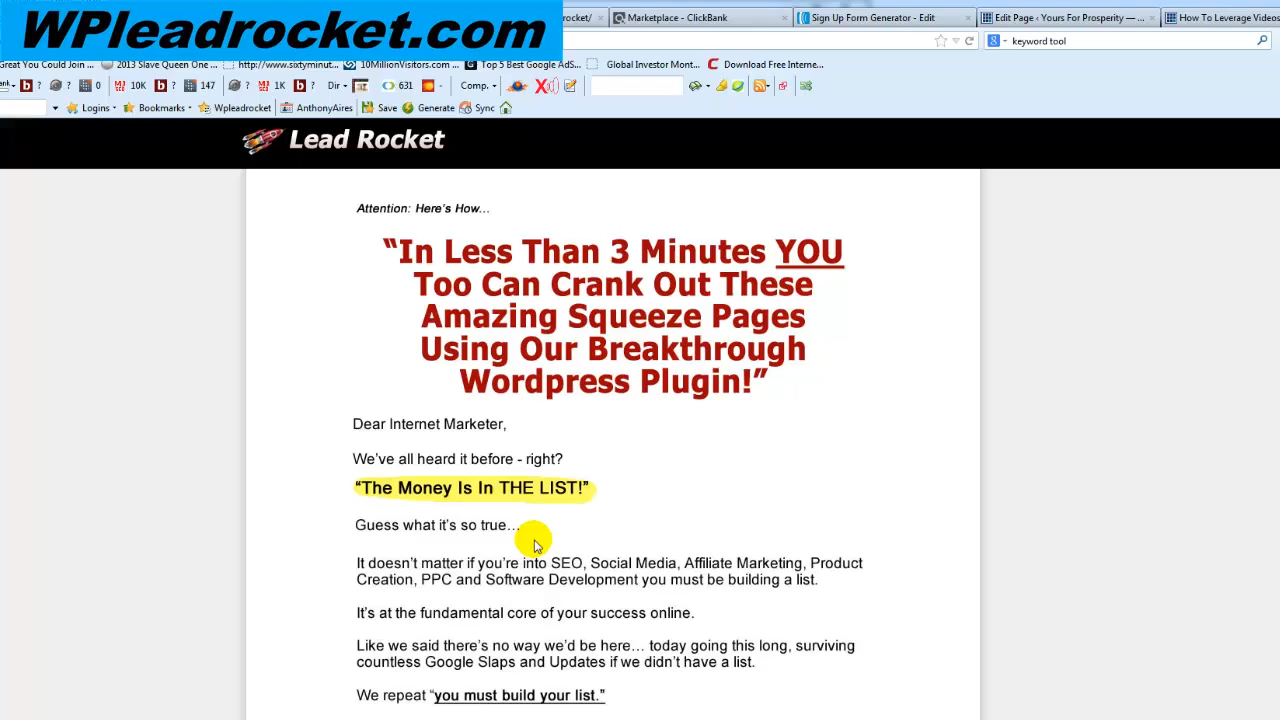 WPleadrocket.com
rocket/
Marketplace - ClickBank
Sign Up Form Generator - Edit
Edit Page ‹ Yours For Prosperity —...
How To Leverage Videos
keyword tool
Great You Could Join ...
2013 Slave Queen One ...
http://www.sixtyminut...
10MillionVisitors.com ...
Top 5 Best Google AdS...
Global Investor Mont...
Download Free Interne...
? ? 0 10K ? 147 ? 1K ? Dir 631 Comp.
Logins Bookmarks Wpleadrocket AnthonyAires Save Generate Sync
Lead Rocket
Attention: Here's How...
“In Less Than 3 Minutes YOU
Too Can Crank Out These
Amazing Squeeze Pages
Using Our Breakthrough
Wordpress Plugin!”
Dear Internet Marketer,
We've all heard it before - right?
“The Money Is In THE LIST!”
Guess what it's so true...
It doesn't matter if you're into SEO, Social Media, Affiliate Marketing, Product
Creation, PPC and Software Development you must be building a list.
It's at the fundamental core of your success online.
Like we said there's no way we'd be here... today going this long, surviving
countless Google Slaps and Updates if we didn't have a list.
We repeat “you must build your list.”